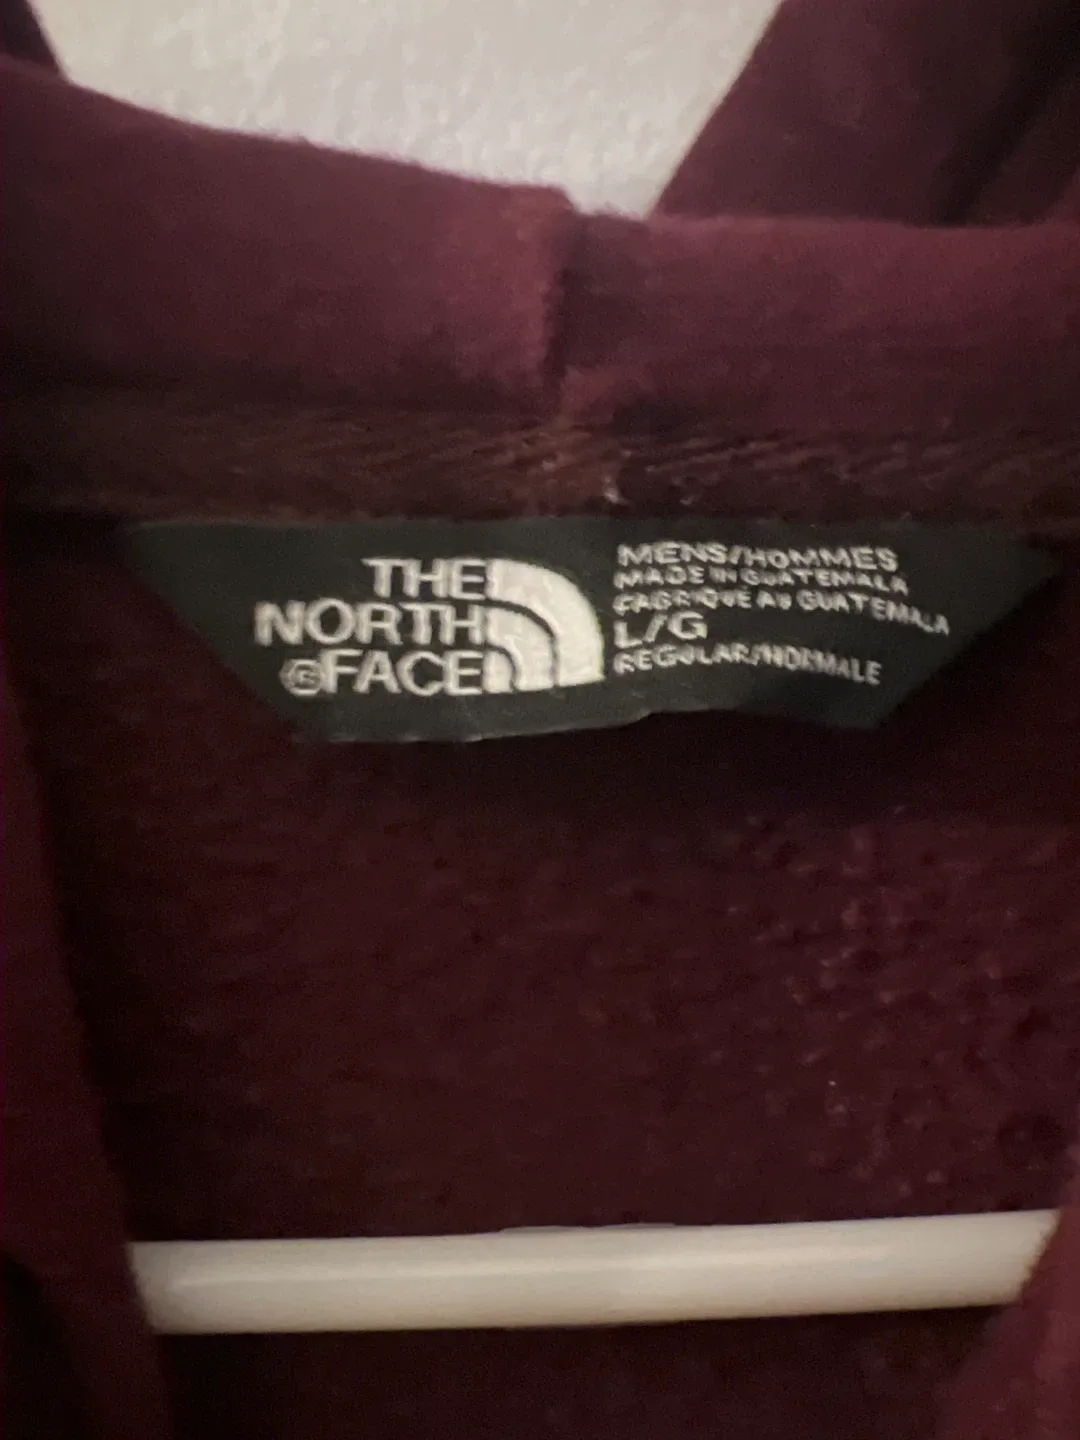 THE
NORTH
®FACE
MENS/HOMMES
MADE IN GUATEMALA
FABRIQUÉ AU GUATEMALA
L/G
REGULAR/NORMALE